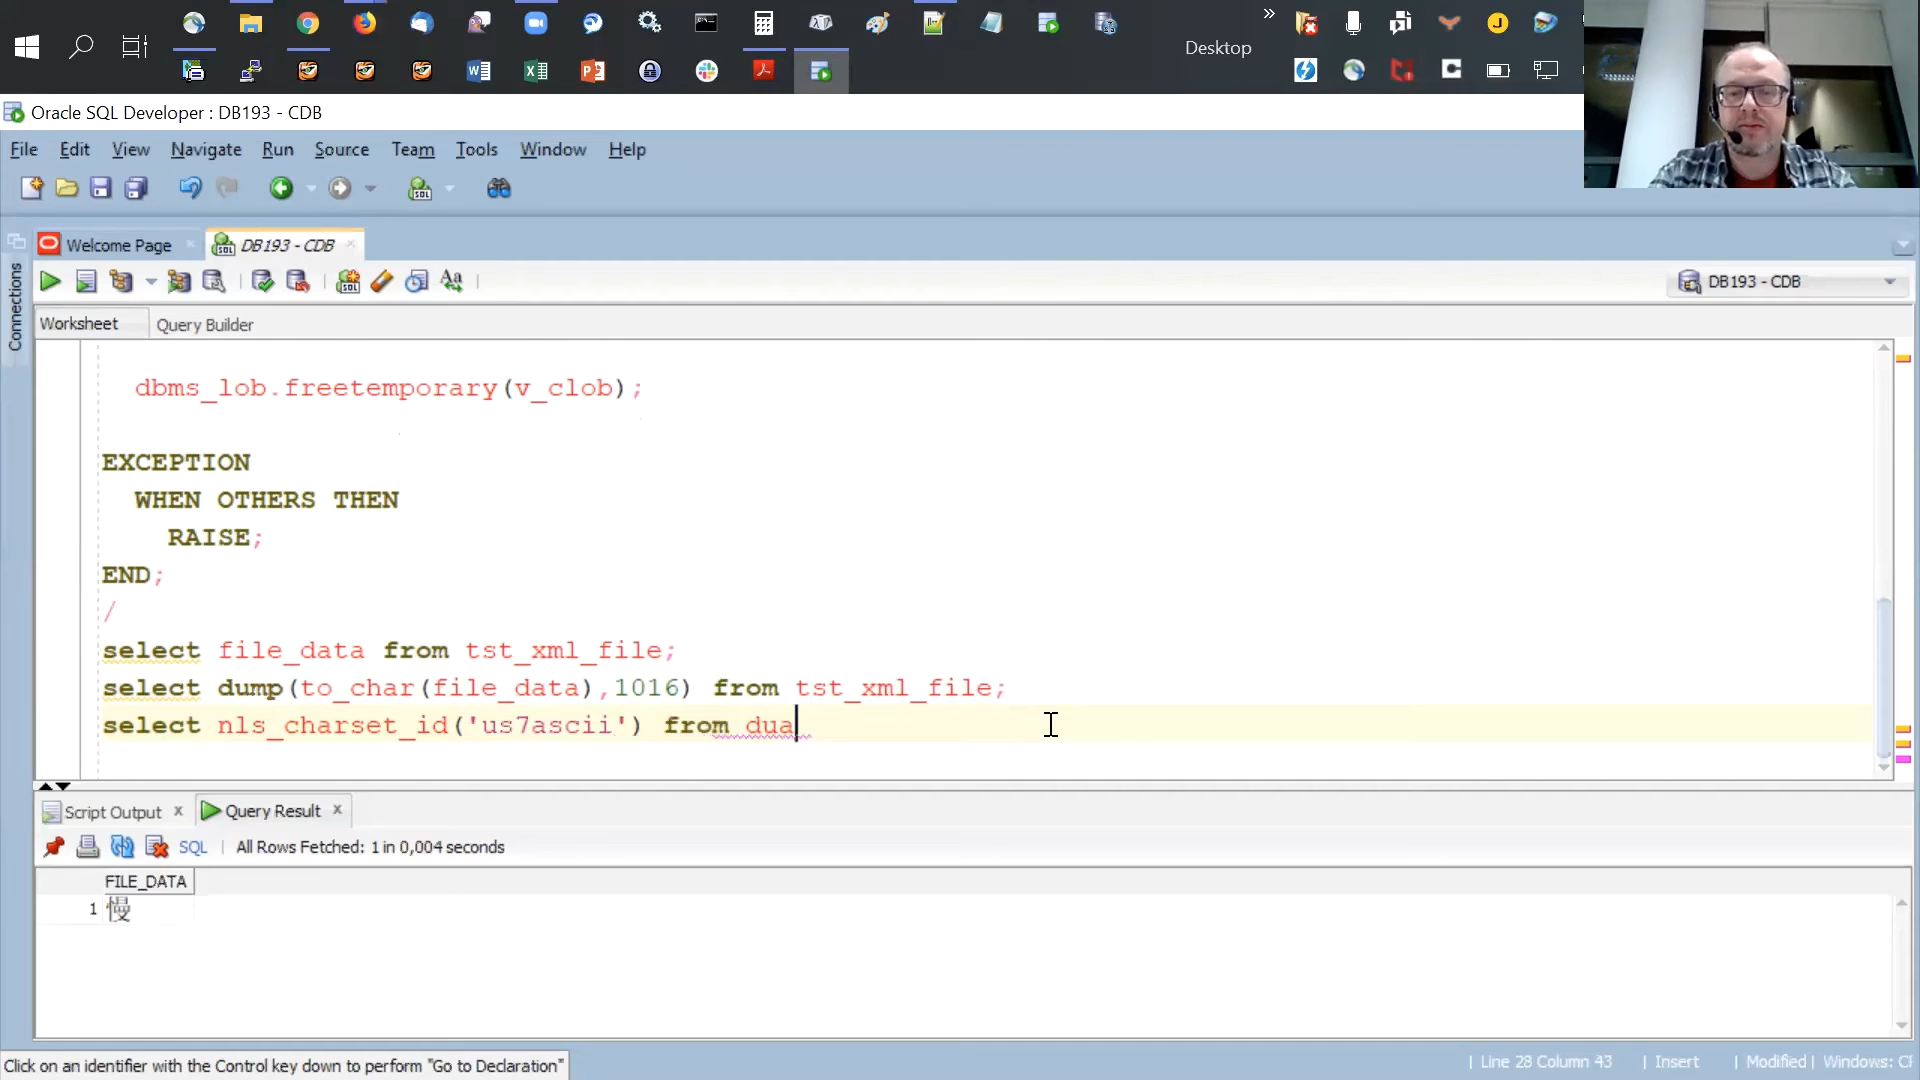 Desktop
Oracle SQL Developer : DB193 - CDB
File Edit View Navigate Run Source Team Tools Window Help
Welcome Page DB193 - CDB
DB193 - CDB
Connections
Worksheet Query Builder
dbms_lob.freetemporary(v_clob);
EXCEPTION
WHEN OTHERS THEN
RAISE;
END;
/
select file_data from tst_xml_file;
select dump(to_char(file_data),1016) from tst_xml_file;
select nls_charset_id('us7ascii') from dua
Script Output Query Result
SQL All Rows Fetched: 1 in 0,004 seconds
FILE_DATA
1 慢
Click on an identifier with the Control key down to perform "Go to Declaration"
Line 28 Column 43 Insert Modified Windows: